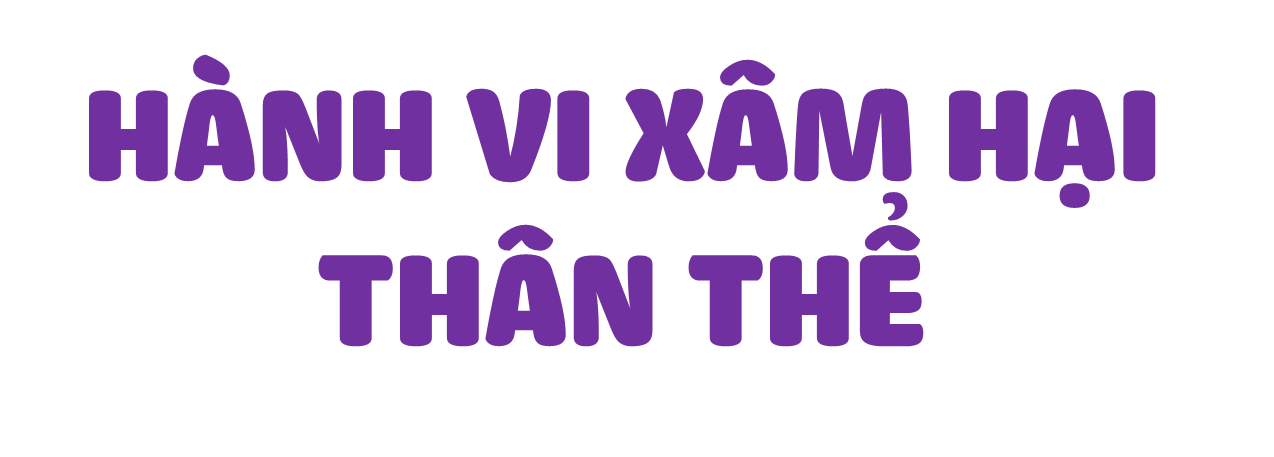 HÀNH VI XÂM HẠI
THÂN THỂ